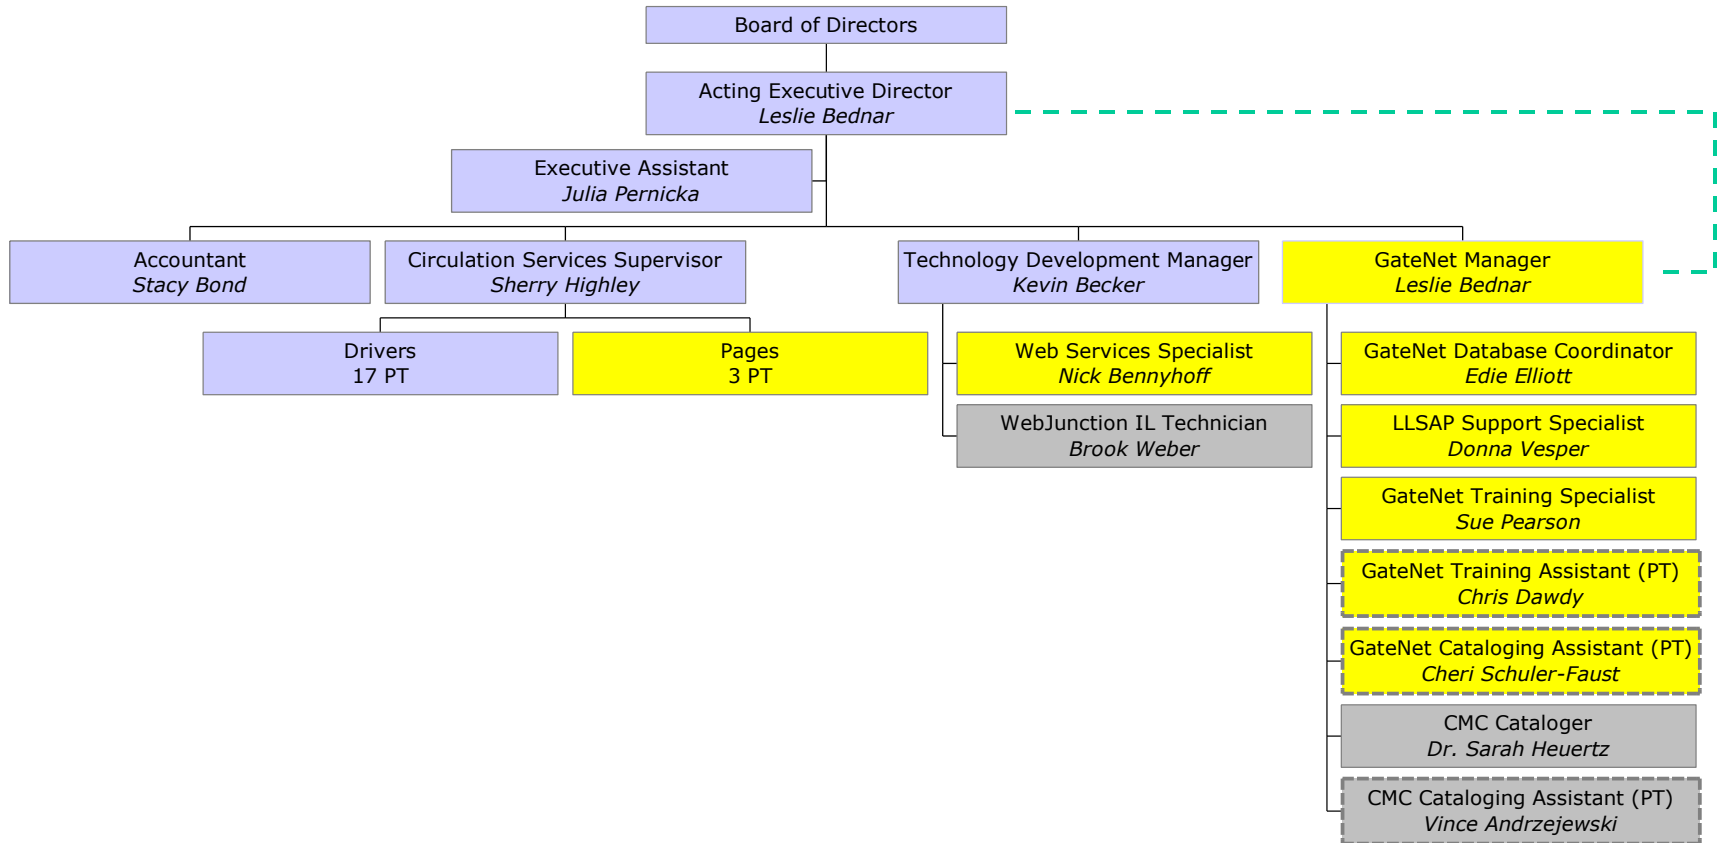 Board of Directors
Acting Executive Director
Leslie Bednar
Executive Assistant
Julia Pernicka
Accountant
Stacy Bond
Circulation Services Supervisor
Sherry Highley
Technology Development Manager
Kevin Becker
GateNet Manager
Leslie Bednar
Drivers
17 PT
Pages
3 PT
Web Services Specialist
Nick Bennyhoff
WebJunction IL Technician
Brook Weber
GateNet Database Coordinator
Edie Elliott
LLSAP Support Specialist
Donna Vesper
GateNet Training Specialist
Sue Pearson
GateNet Training Assistant (PT)
Chris Dawdy
GateNet Cataloging Assistant (PT)
Cheri Schuler-Faust
CMC Cataloger
Dr. Sarah Heuertz
CMC Cataloging Assistant (PT)
Vince Andrzejewski